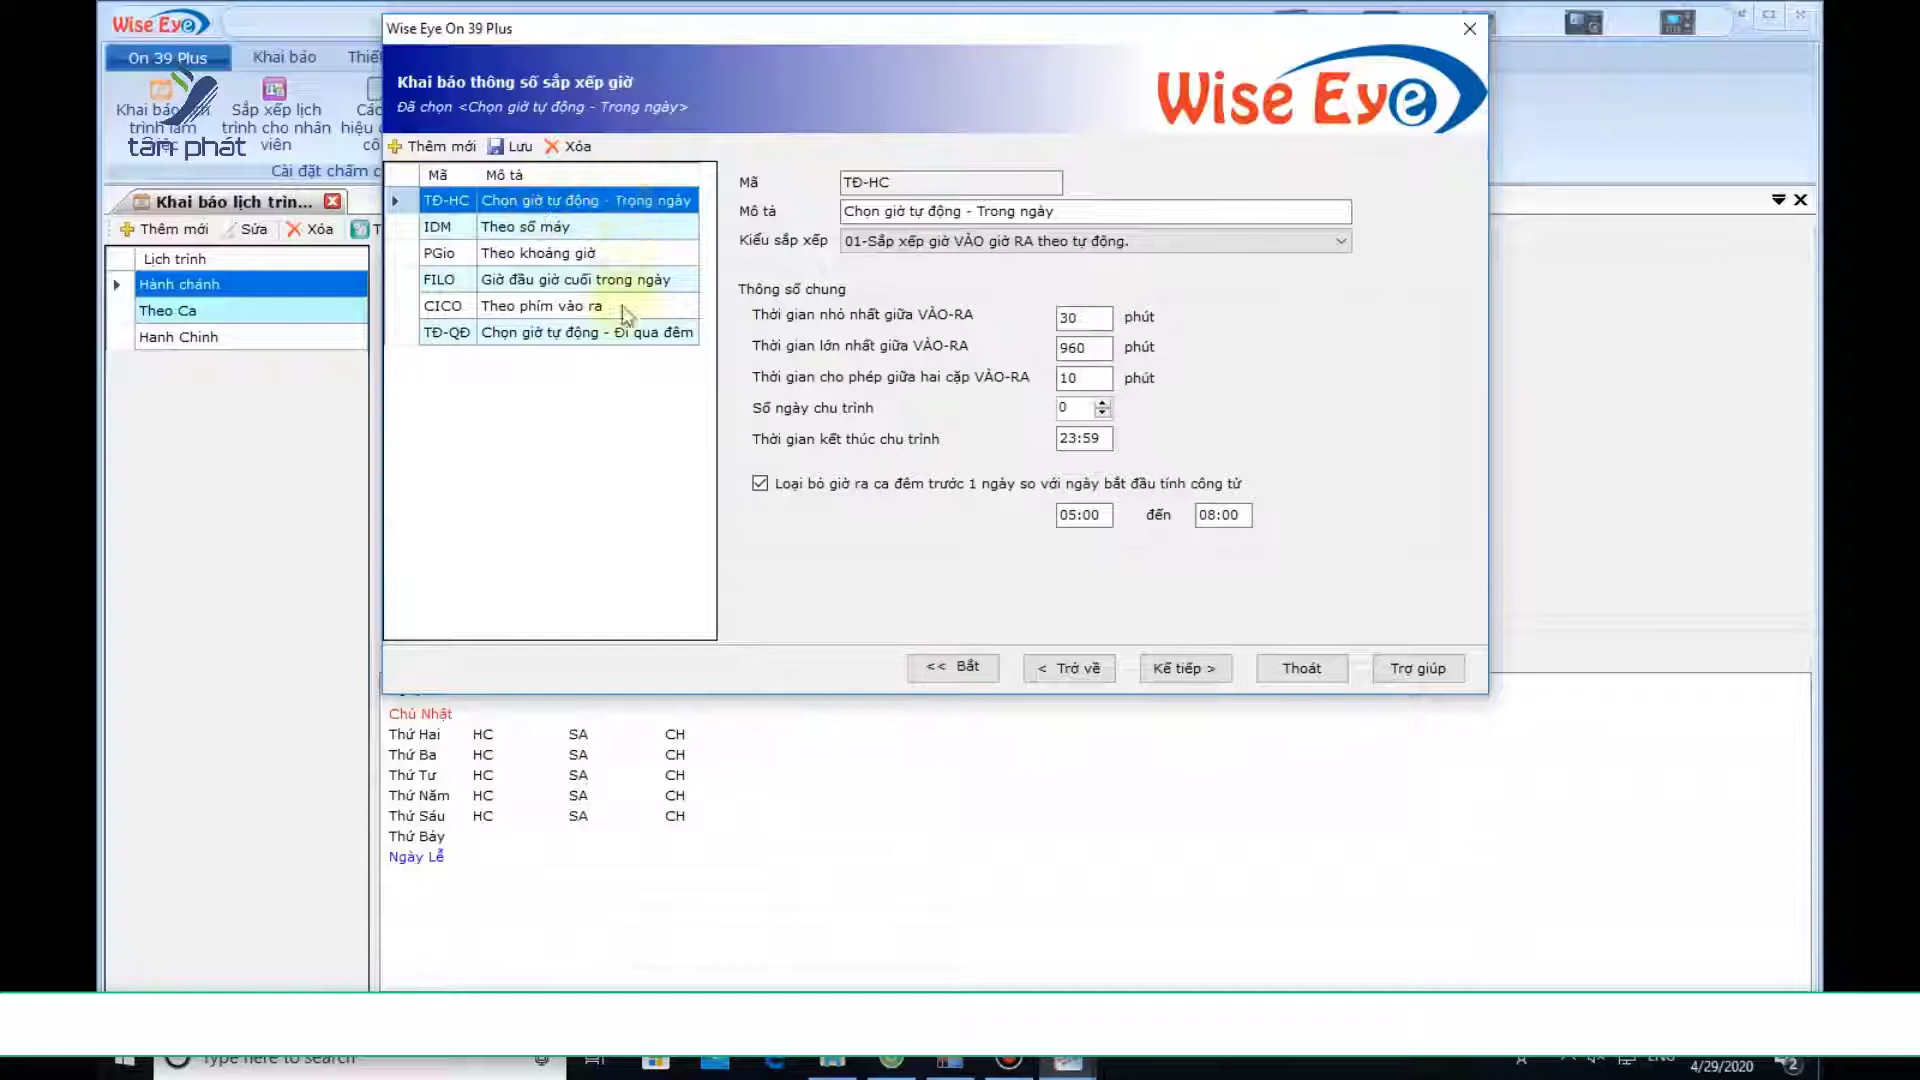 Wise Eye
Wise Eye On 39 Plus
On 39 Plus
Khai báo
Khai báo thông số sắp xếp giờ
Đã chọn <Chọn giờ tự động - Trong ngày>
Wise Eye
Sắp xếp lịch
trình cho nhân
viên
tân phát
Thêm mới Lưu Xóa
Mã Mô tả
TĐ-HC Chọn giờ tự động - Trong ngày
IDM Theo số máy
PGio Theo khoảng giờ
FILO Giờ đầu giờ cuối trong ngày
CICO Theo phím vào ra
TĐ-QĐ Chọn giờ tự động - Đi qua đêm
Mã TĐ-HC
Mô tả Chọn giờ tự động - Trong ngày
Kiểu sắp xếp 01-Sắp xếp giờ VÀO giờ RA theo tự động.
Thông số chung
Thời gian nhỏ nhất giữa VÀO-RA 30 phút
Thời gian lớn nhất giữa VÀO-RA 960 phút
Thời gian cho phép giữa hai cặp VÀO-RA 10 phút
Số ngày chu trình 0
Thời gian kết thúc chu trình 23:59
Loại bỏ giờ ra ca đêm trước 1 ngày so với ngày bắt đầu tính công từ
05:00 đến 08:00
<< Bắt < Trở về Kế tiếp > Thoát Trợ giúp
Khai báo lịch trìn...
Thêm mới Sửa Xóa
Lịch trình
Hành chánh
Theo Ca
Hanh Chinh
Chủ Nhật
Thứ Hai HC SA CH
Thứ Ba HC SA CH
Thứ Tư HC SA CH
Thứ Năm HC SA CH
Thứ Sáu HC SA CH
Thứ Bảy
Ngày Lễ
Type here to search
4/29/2020
2